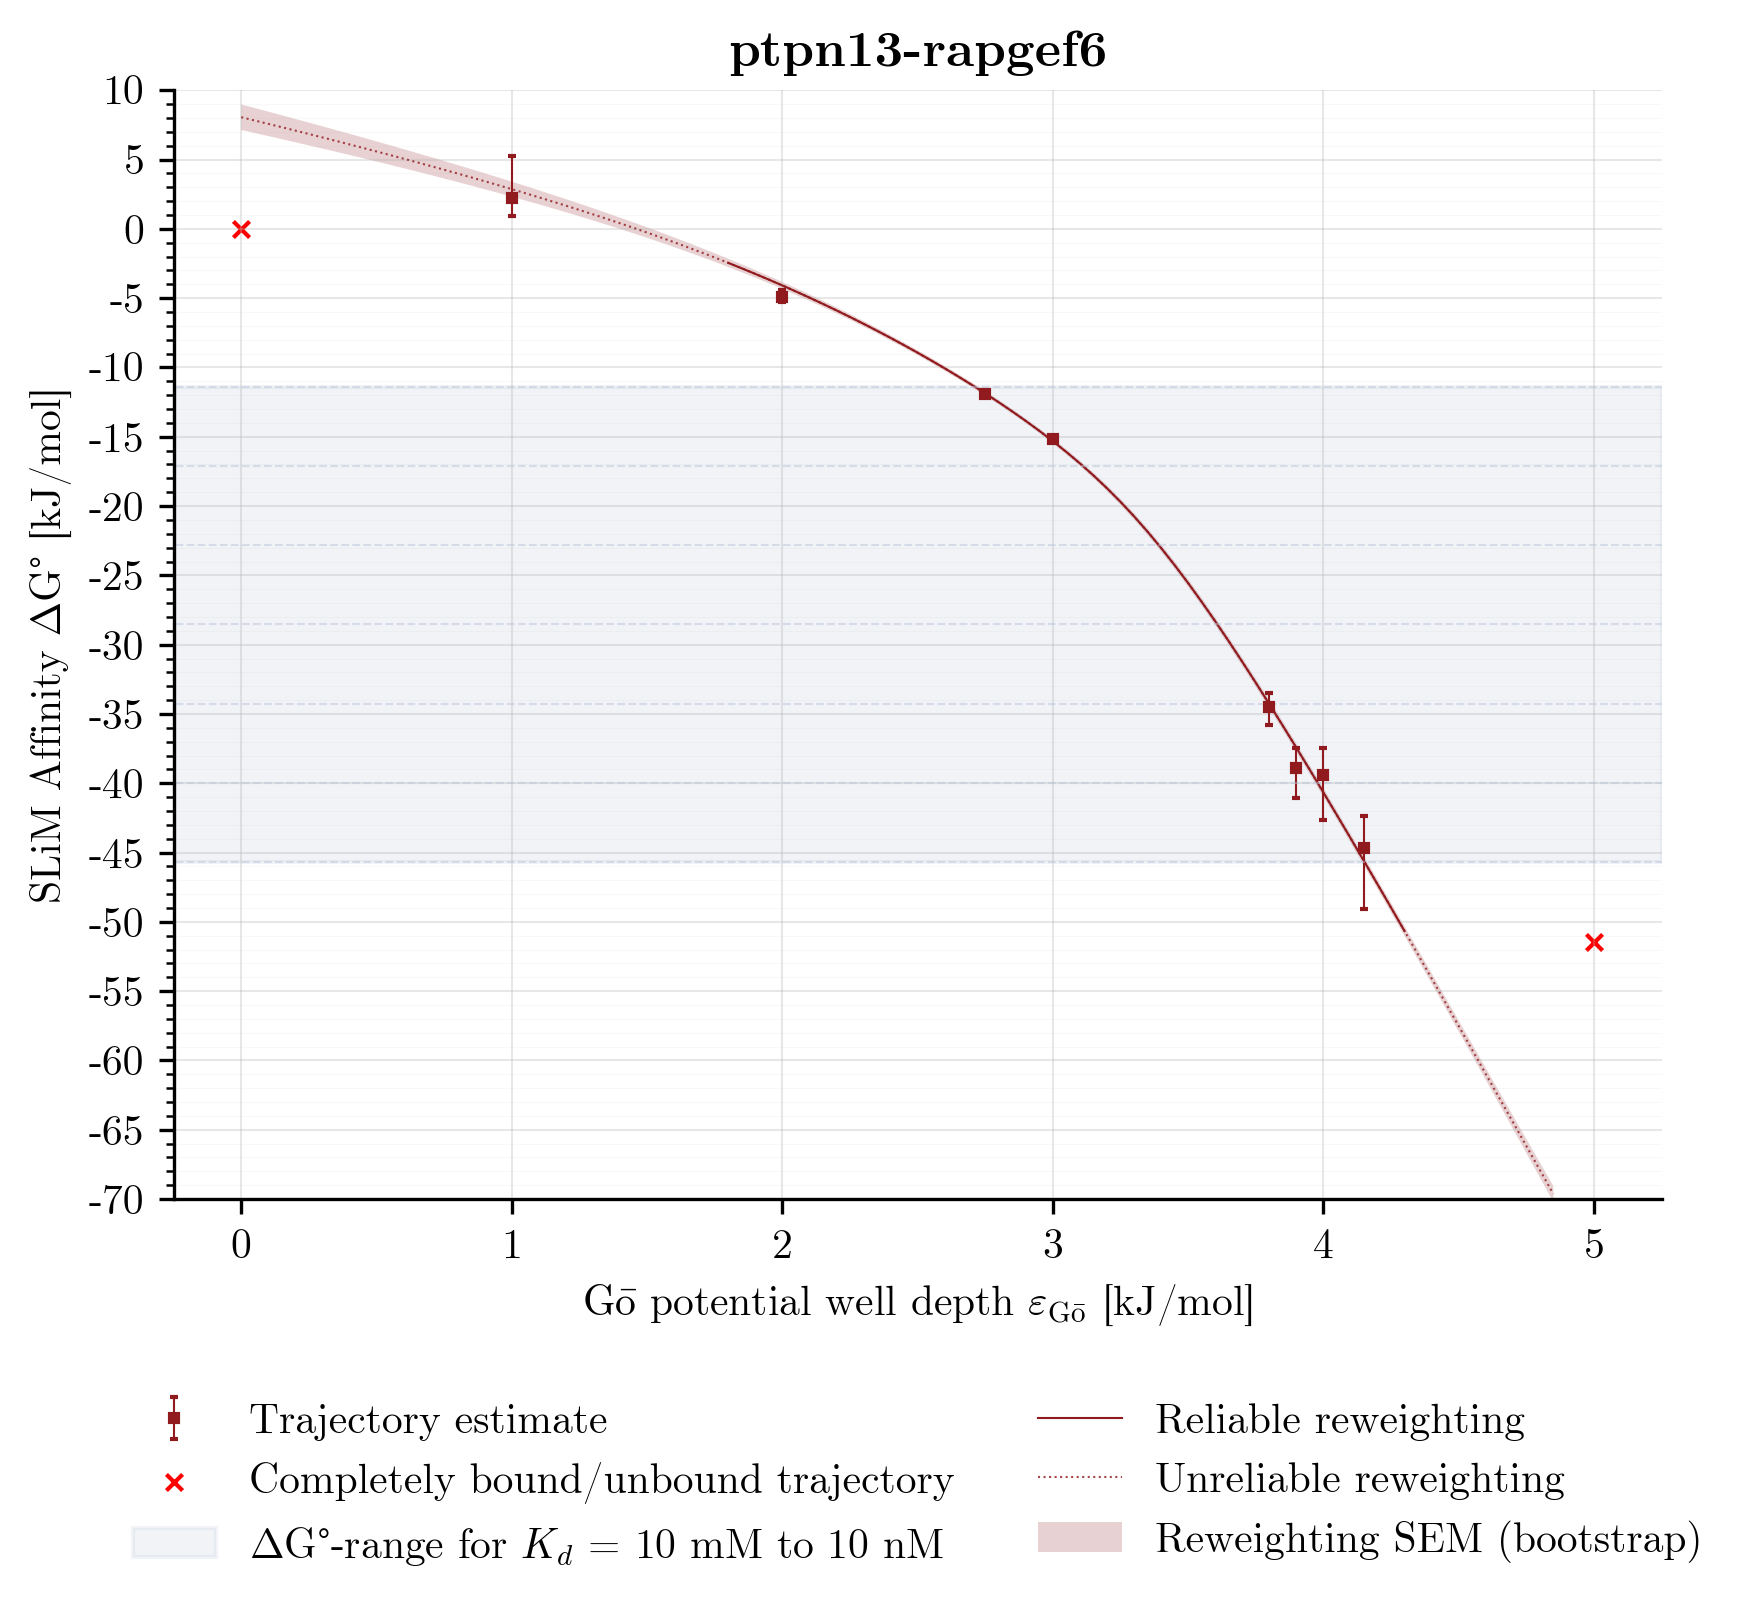 ptpn13-rapgef6
10
5
0
-5
-10
-15
-20
-25
-30
-35
-40
-45
-50
-55
-60
-65
-70
SLiM Affinity ΔG° [kJ/mol]
0 1 2 3 4 5
Gō potential well depth ε_Gō [kJ/mol]
Trajectory estimate
Completely bound/unbound trajectory
ΔG°-range for K_d = 10 mM to 10 nM
Reliable reweighting
Unreliable reweighting
Reweighting SEM (bootstrap)